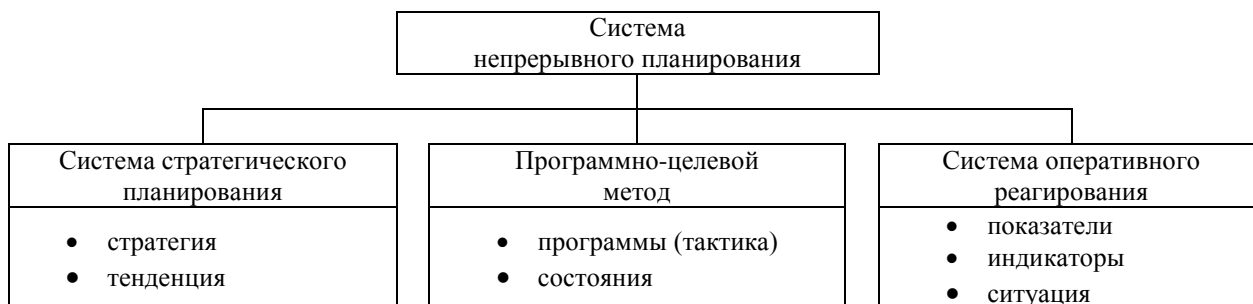 Система
непрерывного планирования
Система стратегического
планирования
• стратегия
• тенденция
Программно-целевой
метод
• программы (тактика)
• состояния
Система оперативного
реагирования
• показатели
• индикаторы
• ситуация